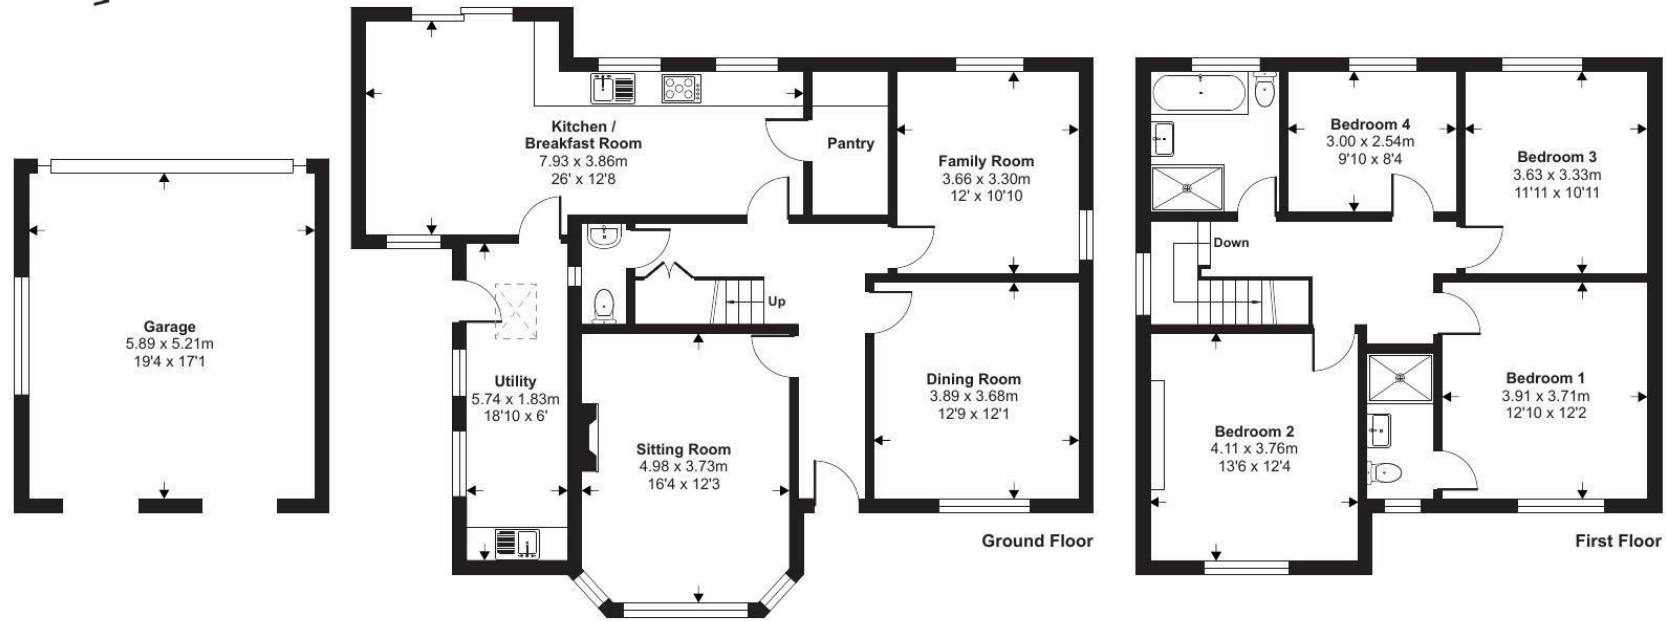 Garage
5.89 x 5.21m
19'4 x 17'1
Kitchen /
Breakfast Room
7.93 x 3.86m
26' x 12'8
Pantry
Family Room
3.66 x 3.30m
12' x 10'10
Up
Utility
5.74 x 1.83m
18'10 x 6'
Sitting Room
4.98 x 3.73m
16'4 x 12'3
Dining Room
3.89 x 3.68m
12'9 x 12'1
Ground Floor
Bedroom 4
3.00 x 2.54m
9'10 x 8'4
Bedroom 3
3.63 x 3.33m
11'11 x 10'11
Down
Bedroom 2
4.11 x 3.76m
13'6 x 12'4
Bedroom 1
3.91 x 3.71m
12'10 x 12'2
First Floor